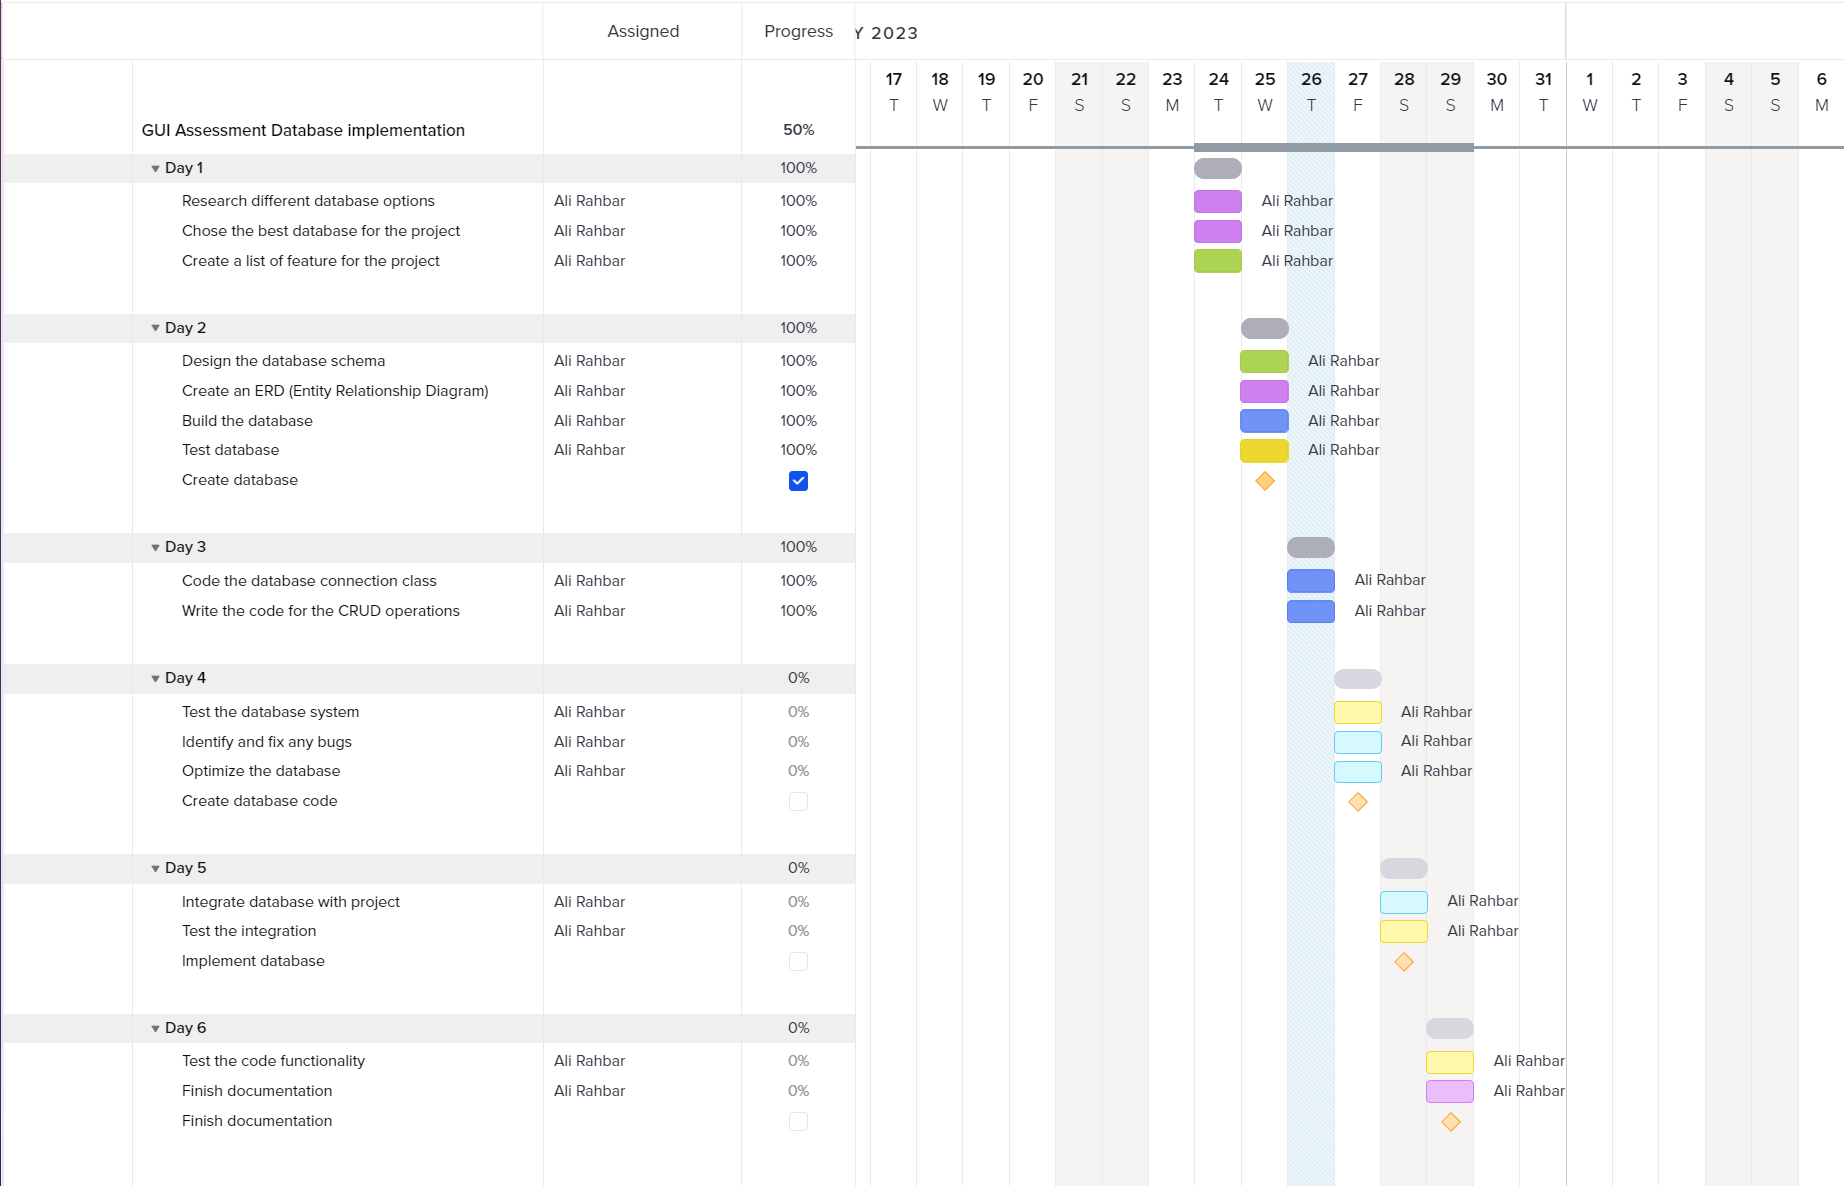 Assigned Progress Y 2023
17 18 19 20 21 22 23 24 25 26 27 28 29 30 31 1 2 3 4 5 6
T W T F S S M T W T F S S M T W T F S S M
GUI Assessment Database implementation 50%
Day 1 100%
Research different database options Ali Rahbar 100% Ali Rahbar
Chose the best database for the project Ali Rahbar 100% Ali Rahbar
Create a list of feature for the project Ali Rahbar 100% Ali Rahbar
Day 2 100%
Design the database schema Ali Rahbar 100% Ali Rahbar
Create an ERD (Entity Relationship Diagram) Ali Rahbar 100% Ali Rahbar
Build the database Ali Rahbar 100% Ali Rahbar
Test database Ali Rahbar 100% Ali Rahbar
Create database
Day 3 100%
Code the database connection class Ali Rahbar 100% Ali Rahbar
Write the code for the CRUD operations Ali Rahbar 100% Ali Rahbar
Day 4 0%
Test the database system Ali Rahbar 0% Ali Rahbar
Identify and fix any bugs Ali Rahbar 0% Ali Rahbar
Optimize the database Ali Rahbar 0% Ali Rahbar
Create database code
Day 5 0%
Integrate database with project Ali Rahbar 0% Ali Rahbar
Test the integration Ali Rahbar 0% Ali Rahbar
Implement database
Day 6 0%
Test the code functionality Ali Rahbar 0% Ali Rahbar
Finish documentation Ali Rahbar 0% Ali Rahbar
Finish documentation